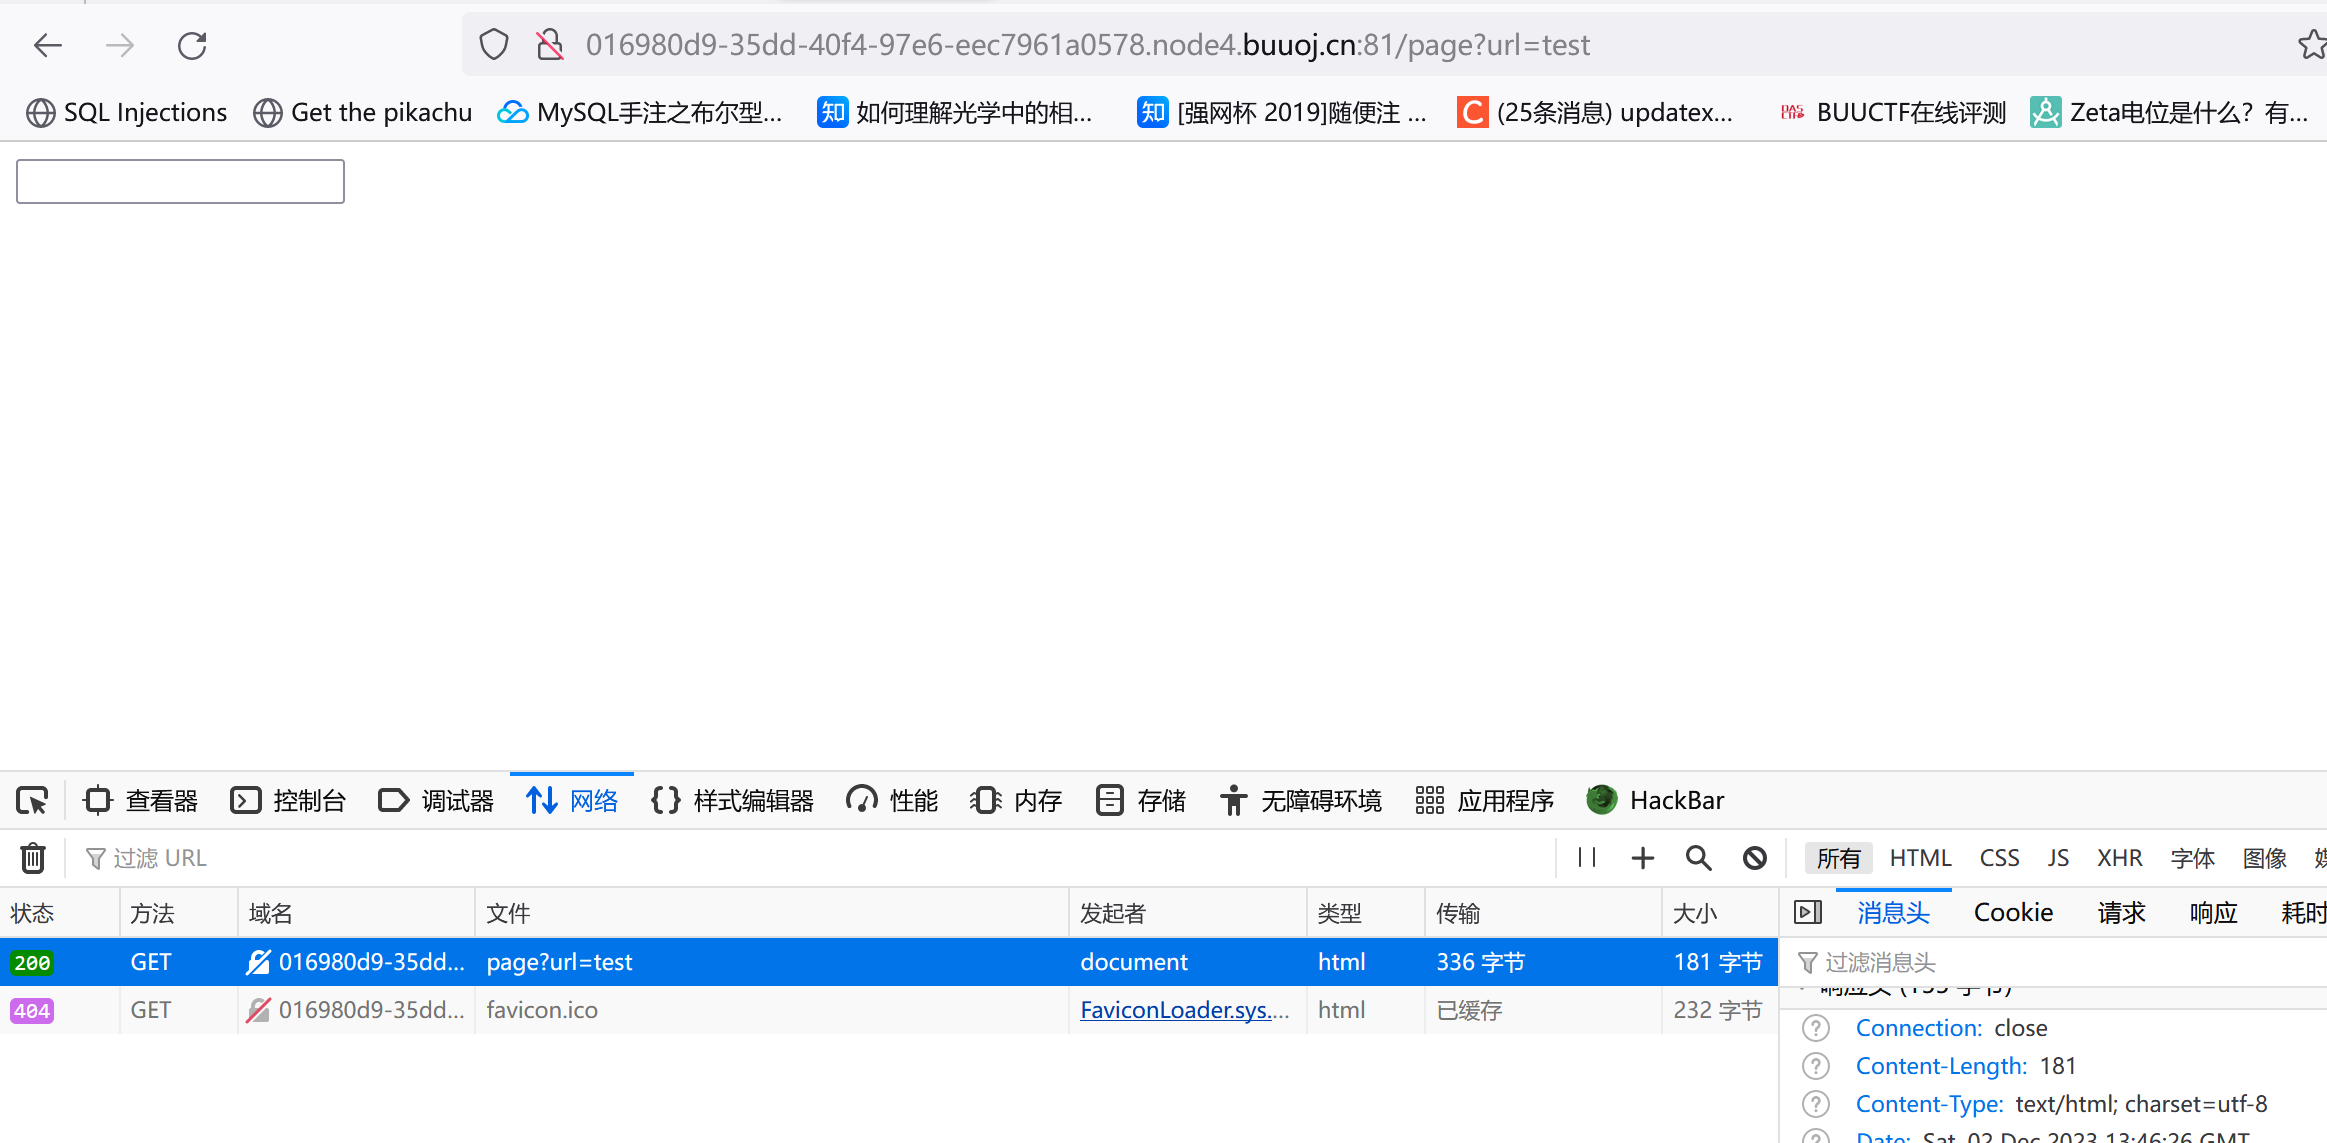 016980d9-35dd-40f4-97e6-eec7961a0578.node4.buuoj.cn:81/page?url=test
SQL Injections Get the pikachu MySQL手注之布尔型... 知 如何理解光学中的相... 知 [强网杯 2019]随便注 ... C (25条消息) updatex... BUUCTF在线评测 Zeta电位是什么？有...
查看器 控制台 调试器 网络 {} 样式编辑器 性能 内存 存储 无障碍环境 应用程序 HackBar
过滤 URL 所有 HTML CSS JS XHR 字体 图像
状态 方法 域名 文件 发起者 类型 传输 大小 消息头 Cookie 请求 响应 耗时
200 GET 016980d9-35dd... page?url=test document html 336 字节 181 字节 过滤消息头
404 GET 016980d9-35dd... favicon.ico FaviconLoader.sys.... html 已缓存 232 字节
Connection: close
Content-Length: 181
Content-Type: text/html; charset=utf-8
Date: Sat, 02 Dec 2023 13:46:26 GMT